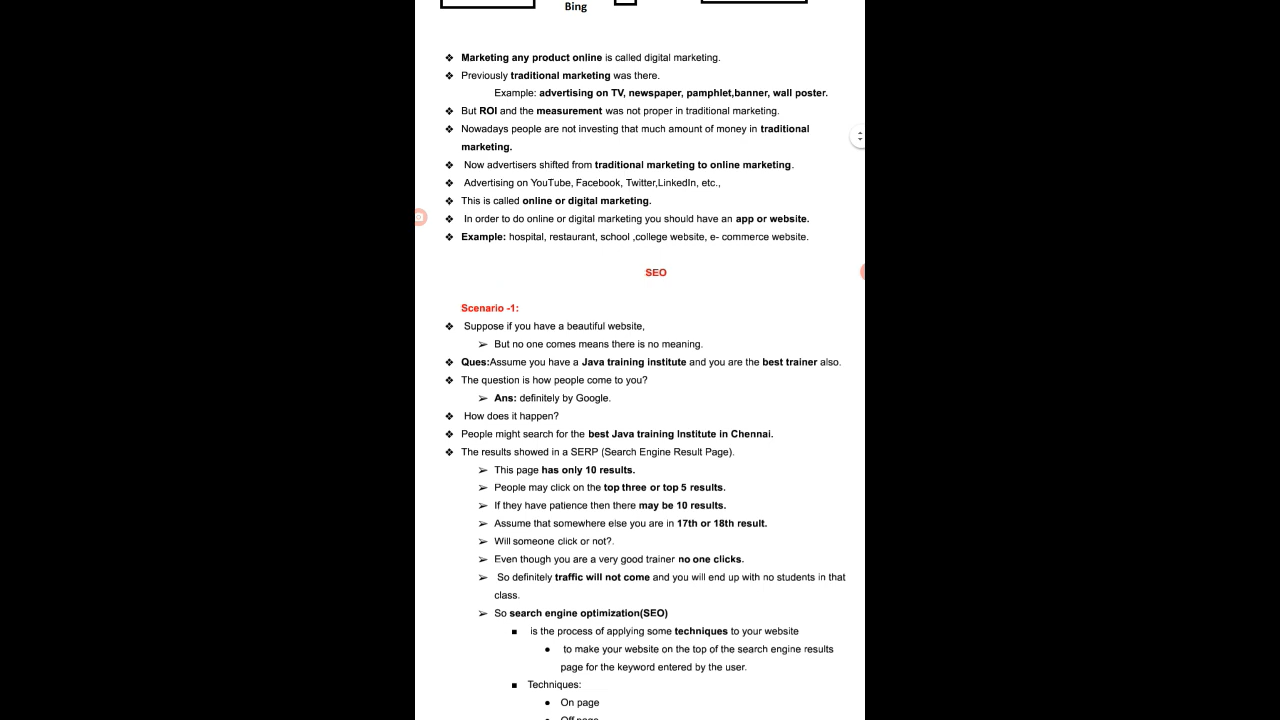 Bing
❖ Marketing any product online is called digital marketing.
❖ Previously traditional marketing was there.
Example: advertising on TV, newspaper, pamphlet,banner, wall poster.
❖ But ROI and the measurement was not proper in traditional marketing.
❖ Nowadays people are not investing that much amount of money in traditional
marketing.
❖ Now advertisers shifted from traditional marketing to online marketing.
❖ Advertising on YouTube, Facebook, Twitter,LinkedIn, etc.,
❖ This is called online or digital marketing.
❖ In order to do online or digital marketing you should have an app or website.
❖ Example: hospital, restaurant, school ,college website, e- commerce website.
SEO
Scenario -1:
❖ Suppose if you have a beautiful website,
➢ But no one comes means there is no meaning.
❖ Ques:Assume you have a Java training institute and you are the best trainer also.
❖ The question is how people come to you?
➢ Ans: definitely by Google.
❖ How does it happen?
❖ People might search for the best Java training Institute in Chennai.
❖ The results showed in a SERP (Search Engine Result Page).
➢ This page has only 10 results.
➢ People may click on the top three or top 5 results.
➢ If they have patience then there may be 10 results.
➢ Assume that somewhere else you are in 17th or 18th result.
➢ Will someone click or not?.
➢ Even though you are a very good trainer no one clicks.
➢ So definitely traffic will not come and you will end up with no students in that
class.
➢ So search engine optimization(SEO)
■ is the process of applying some techniques to your website
● to make your website on the top of the search engine results
page for the keyword entered by the user.
■ Techniques:
● On page
● Off page